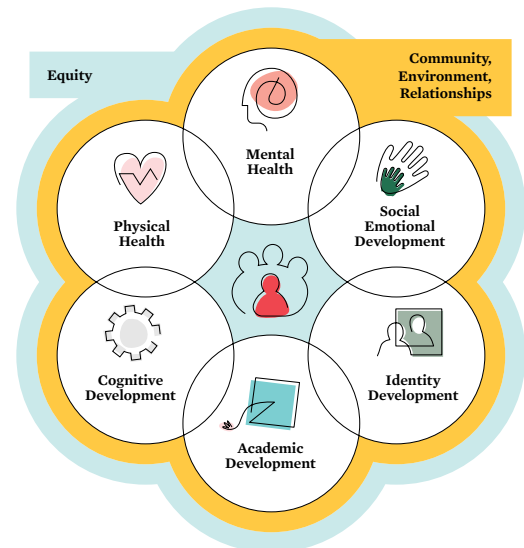 Equity
Community,
Environment,
Relationships
Mental
Health
Physical
Health
Social
Emotional
Development
Cognitive
Development
Identity
Development
Academic
Development